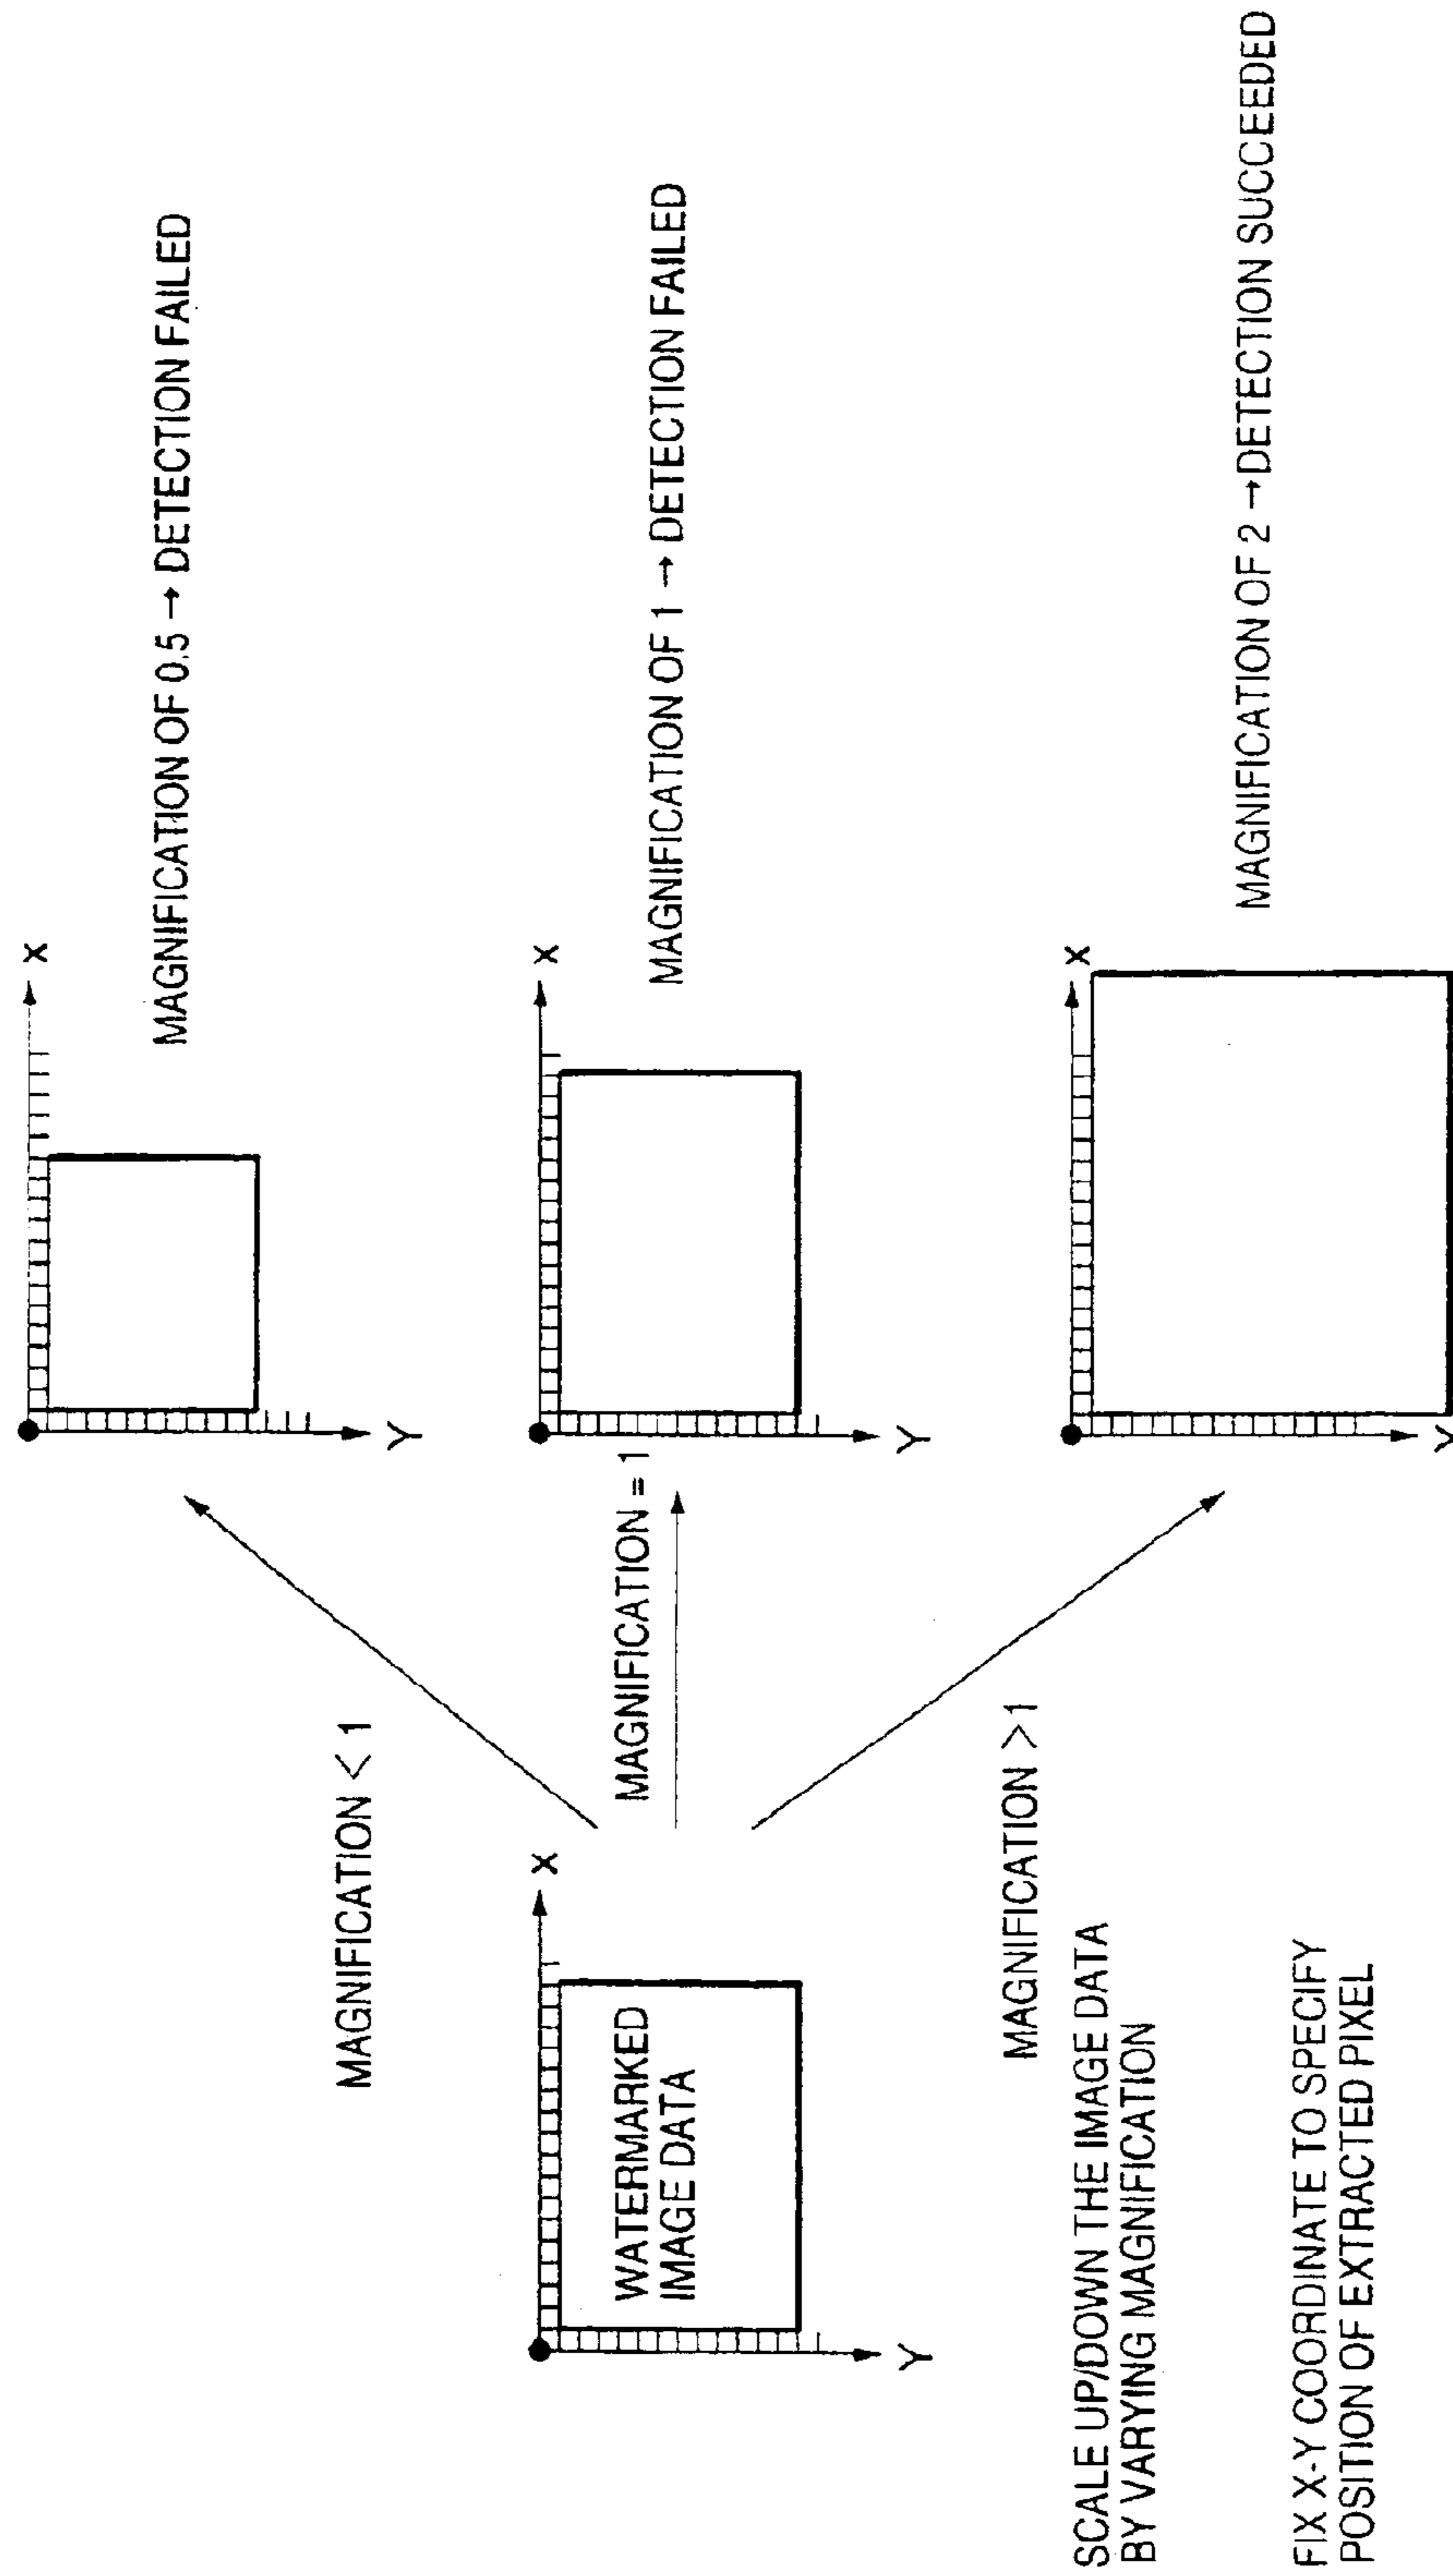 X
Y
MAGNIFICATION OF 0.5 → DETECTION FAILED
MAGNIFICATION < 1
X
Y
WATERMARKED
IMAGE DATA
MAGNIFICATION = 1
X
Y
MAGNIFICATION OF 1 → DETECTION FAILED
MAGNIFICATION >1
X
Y
MAGNIFICATION OF 2 →DETECTION SUCCEEDED
SCALE UP/DOWN THE IMAGE DATA
BY VARYING MAGNIFICATION
FIX X-Y COORDINATE TO SPECIFY
POSITION OF EXTRACTED PIXEL